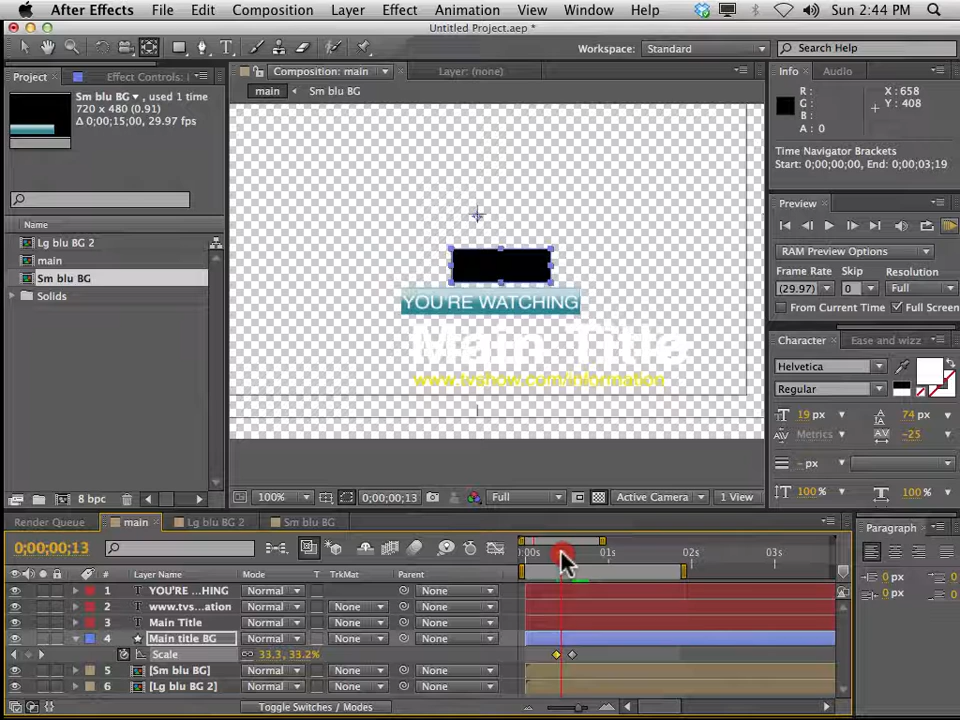 After Effects File Edit Composition Layer Effect Animation View Window Help Sun 2:44 PM
Untitled Project.aep *
Workspace: Standard Search Help
Project Effect Controls: Composition: main Layer: (none) Info Audio
Sm blu BG , used 1 time
720 x 480 (0.91)
Δ 0;00;15;00, 29.97 fps
main Sm blu BG
R :
G :
B :
A : 0
X : 658
Y : 408
Time Navigator Brackets
Start: 0;00;00;00, End: 0;00;03;19
Preview
Name
Lg blu BG 2
main
Sm blu BG
Solids
RAM Preview Options
Frame Rate Skip Resolution
(29.97) 0 Full
From Current Time Full Screen
YOU'RE WATCHING
Main Title
www.tvshow.com/information
Character Ease and wizz
Helvetica
Regular
19 px 74 px
Metrics -25
- px
100 % 100 %
8 bpc
100% 0;00;00;13 Full Active Camera 1 View
Render Queue main Lg blu BG 2 Sm blu BG
Paragraph
0;00;00;13
0:00s 01s 02s 03s
# Layer Name Mode T TrkMat Parent
1 T YOU'RE ...HING Normal None
2 T www.tvs...ation Normal None None
3 T Main Title Normal None None
4 Main title BG Normal None None
Scale 33.3, 33.2%
5 [Sm blu BG] Normal None None
6 [Lg blu BG 2] Normal None None
0 px
0 px
Toggle Switches / Modes